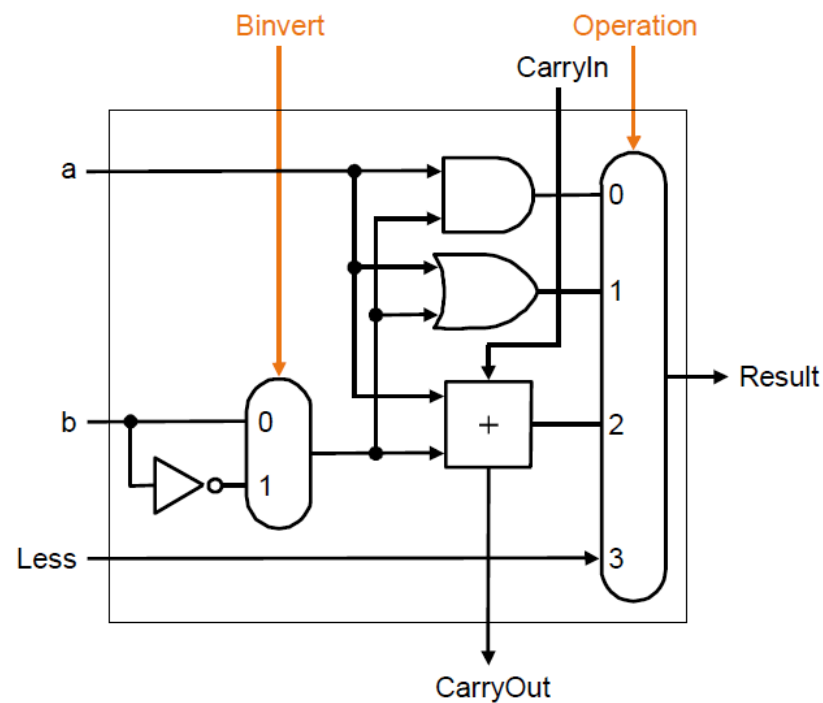 Binvert
Operation
CarryIn
a
0
1
b
0
+
2
Result
1
Less
3
CarryOut